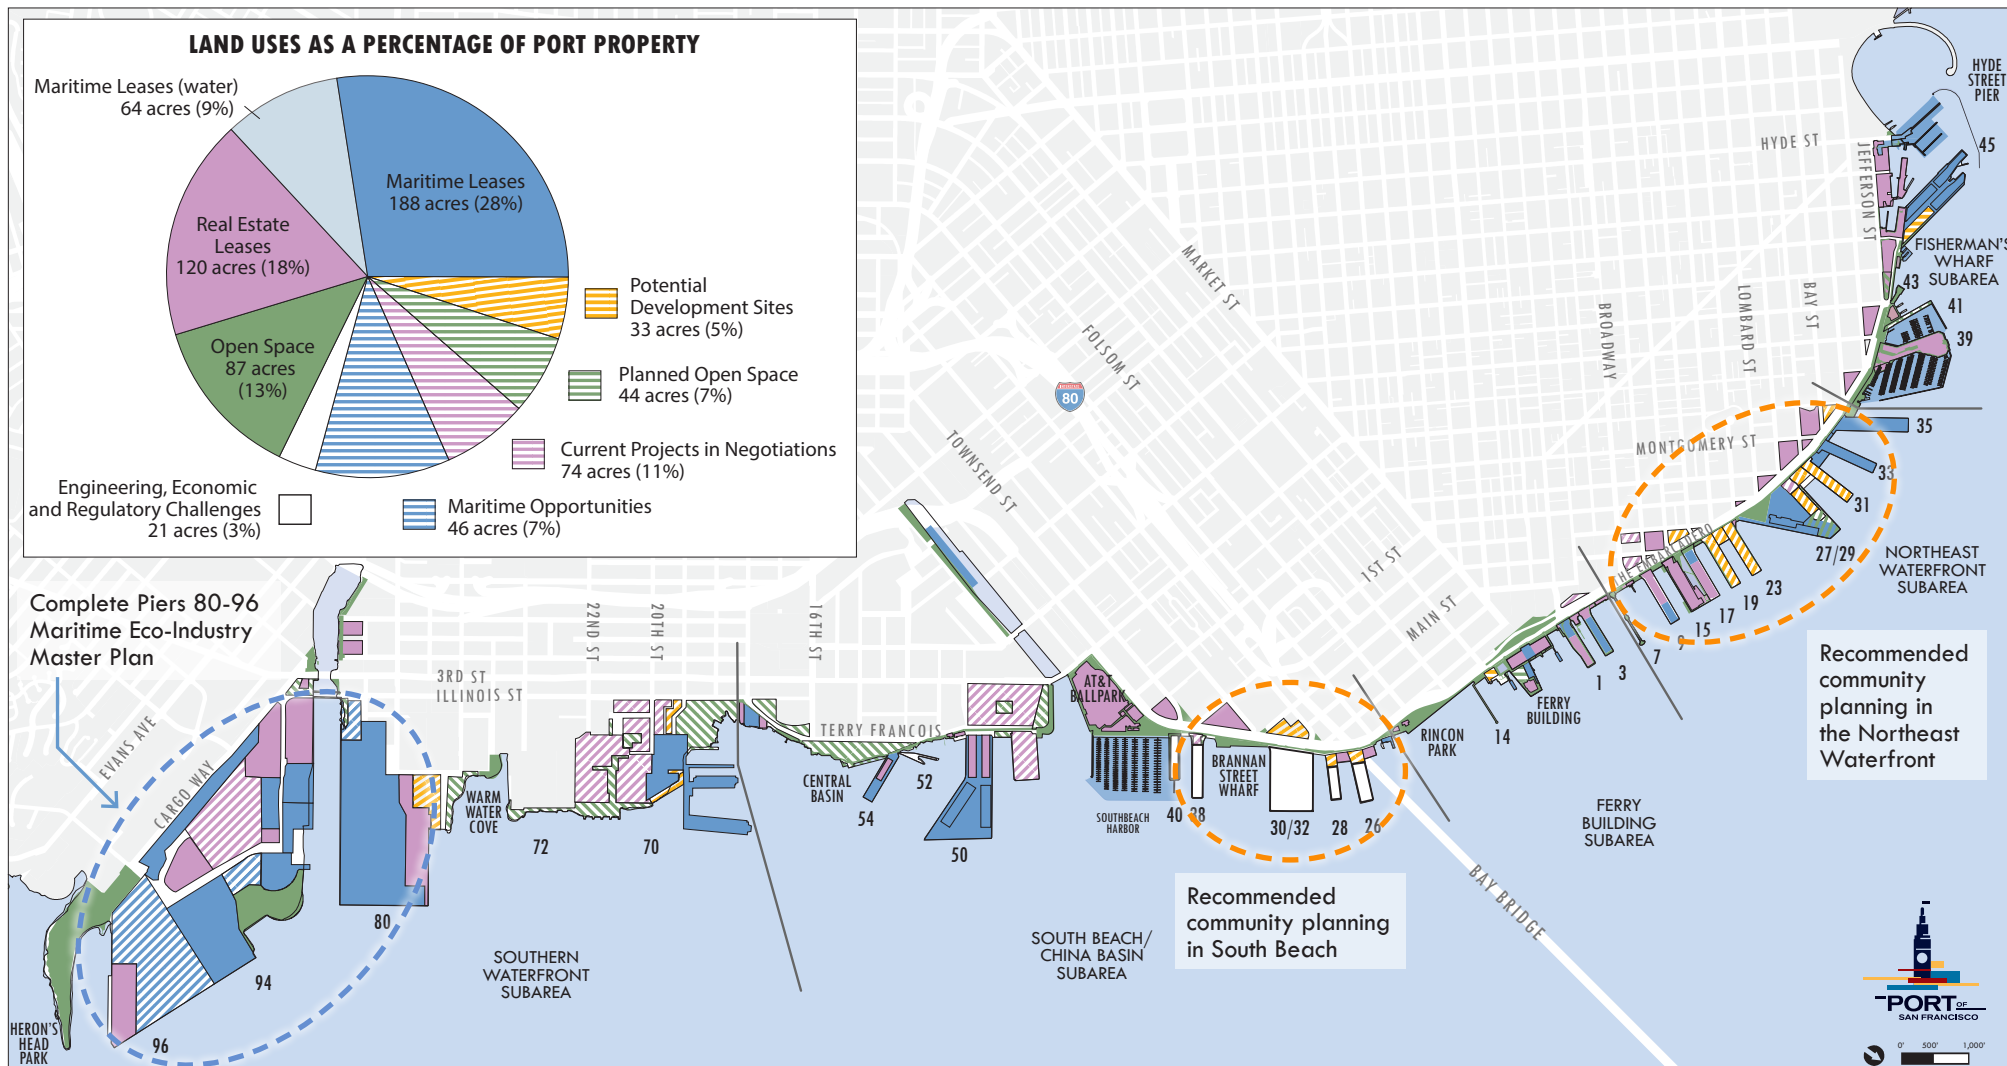 LAND USES AS A PERCENTAGE OF PORT PROPERTY
Maritime Leases (water)
64 acres (9%)
Maritime Leases
188 acres (28%)
Real Estate
Leases
120 acres (18%)
Open Space
87 acres
(13%)
Potential
Development Sites
33 acres (5%)
Planned Open Space
44 acres (7%)
Current Projects in Negotiations
74 acres (11%)
Maritime Opportunities
46 acres (7%)
Engineering, Economic
and Regulatory Challenges
21 acres (3%)
Complete Piers 80-96
Maritime Eco-Industry
Master Plan
EVANS AVE
CARGO WAY
HERON'S
HEAD
PARK
96
94
80
SOUTHERN
WATERFRONT
SUBAREA
3RD ST
ILLINOIS ST
22ND ST
20TH ST
16TH ST
WARM
WATER
COVE
72
70
TERRY FRANCOIS
CENTRAL
BASIN
54
52
50
AT&T
BALLPARK
SOUTHBEACH
HARBOR
40
38
BRANNAN
STREET
WHARF
30/32
28
26
SOUTH BEACH/
CHINA BASIN
SUBAREA
Recommended
community planning
in South Beach
BAY BRIDGE
TOWNSEND ST
80
FOLSOM ST
MARKET ST
1ST ST
MAIN ST
RINCON
PARK
14
FERRY
BUILDING
1
3
7
9
15
17
19
23
27/29
31
33
35
FERRY
BUILDING
SUBAREA
THE EMBARCADERO
BROADWAY
LOMBARD ST
BAY ST
MONTGOMERY ST
HYDE ST
JEFFERSON ST
HYDE
STREET
PIER
45
FISHERMAN'S
WHARF
SUBAREA
43
41
39
NORTHEAST
WATERFRONT
SUBAREA
Recommended
community
planning in
the Northeast
Waterfront
PORT OF
SAN FRANCISCO
0' 500' 1,000'